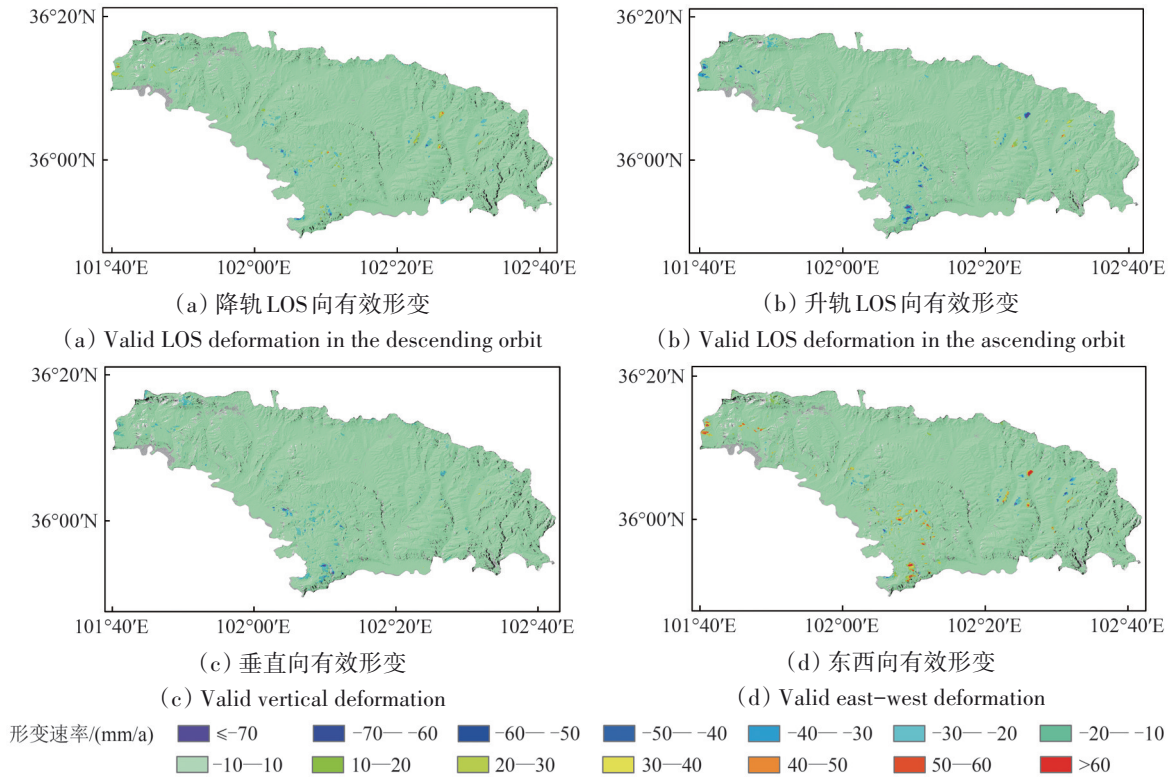 36°20′N
36°00′N
101°40′E 102°00′E 102°20′E 102°40′E
(a) 降轨LOS向有效形变
(a) Valid LOS deformation in the descending orbit
36°20′N
36°00′N
101°40′E 102°00′E 102°20′E 102°40′E
(b) 升轨LOS向有效形变
(b) Valid LOS deformation in the ascending orbit
36°20′N
36°00′N
101°40′E 102°00′E 102°20′E 102°40′E
(c) 垂直向有效形变
(c) Valid vertical deformation
36°20′N
36°00′N
101°40′E 102°00′E 102°20′E 102°40′E
(d) 东西向有效形变
(d) Valid east-west deformation
形变速率/(mm/a) ≤-70 -70— -60 -60— -50 -50— -40 -40— -30 -30— -20 -20— -10
-10—10 10—20 20—30 30—40 40—50 50—60 >60